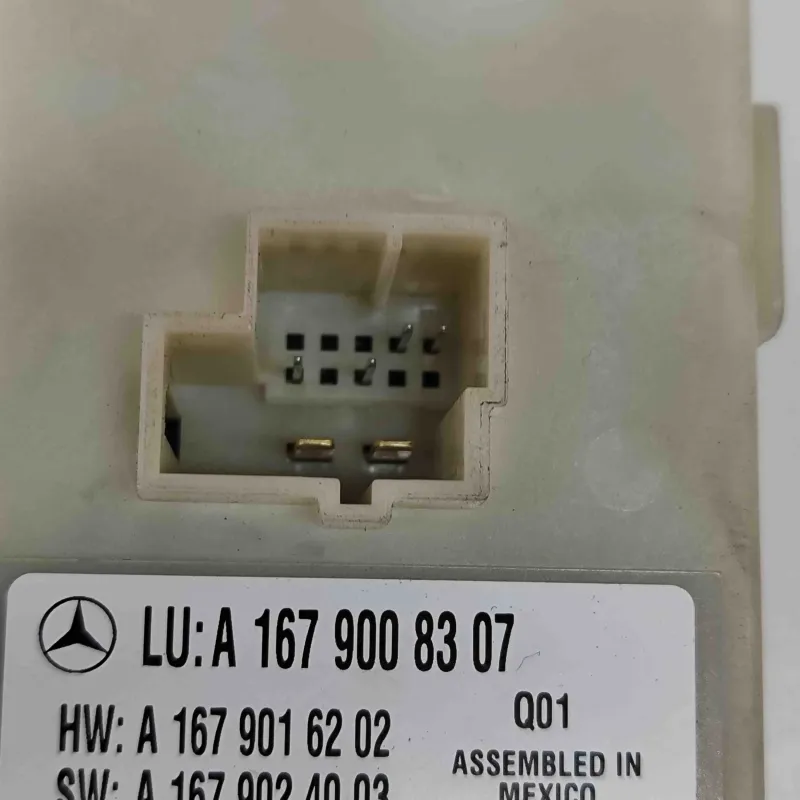 LU: A 167 900 83 07
HW: A 167 901 62 02
Q01
SW: A 167 902 40 03
ASSEMBLED IN
MEXICO